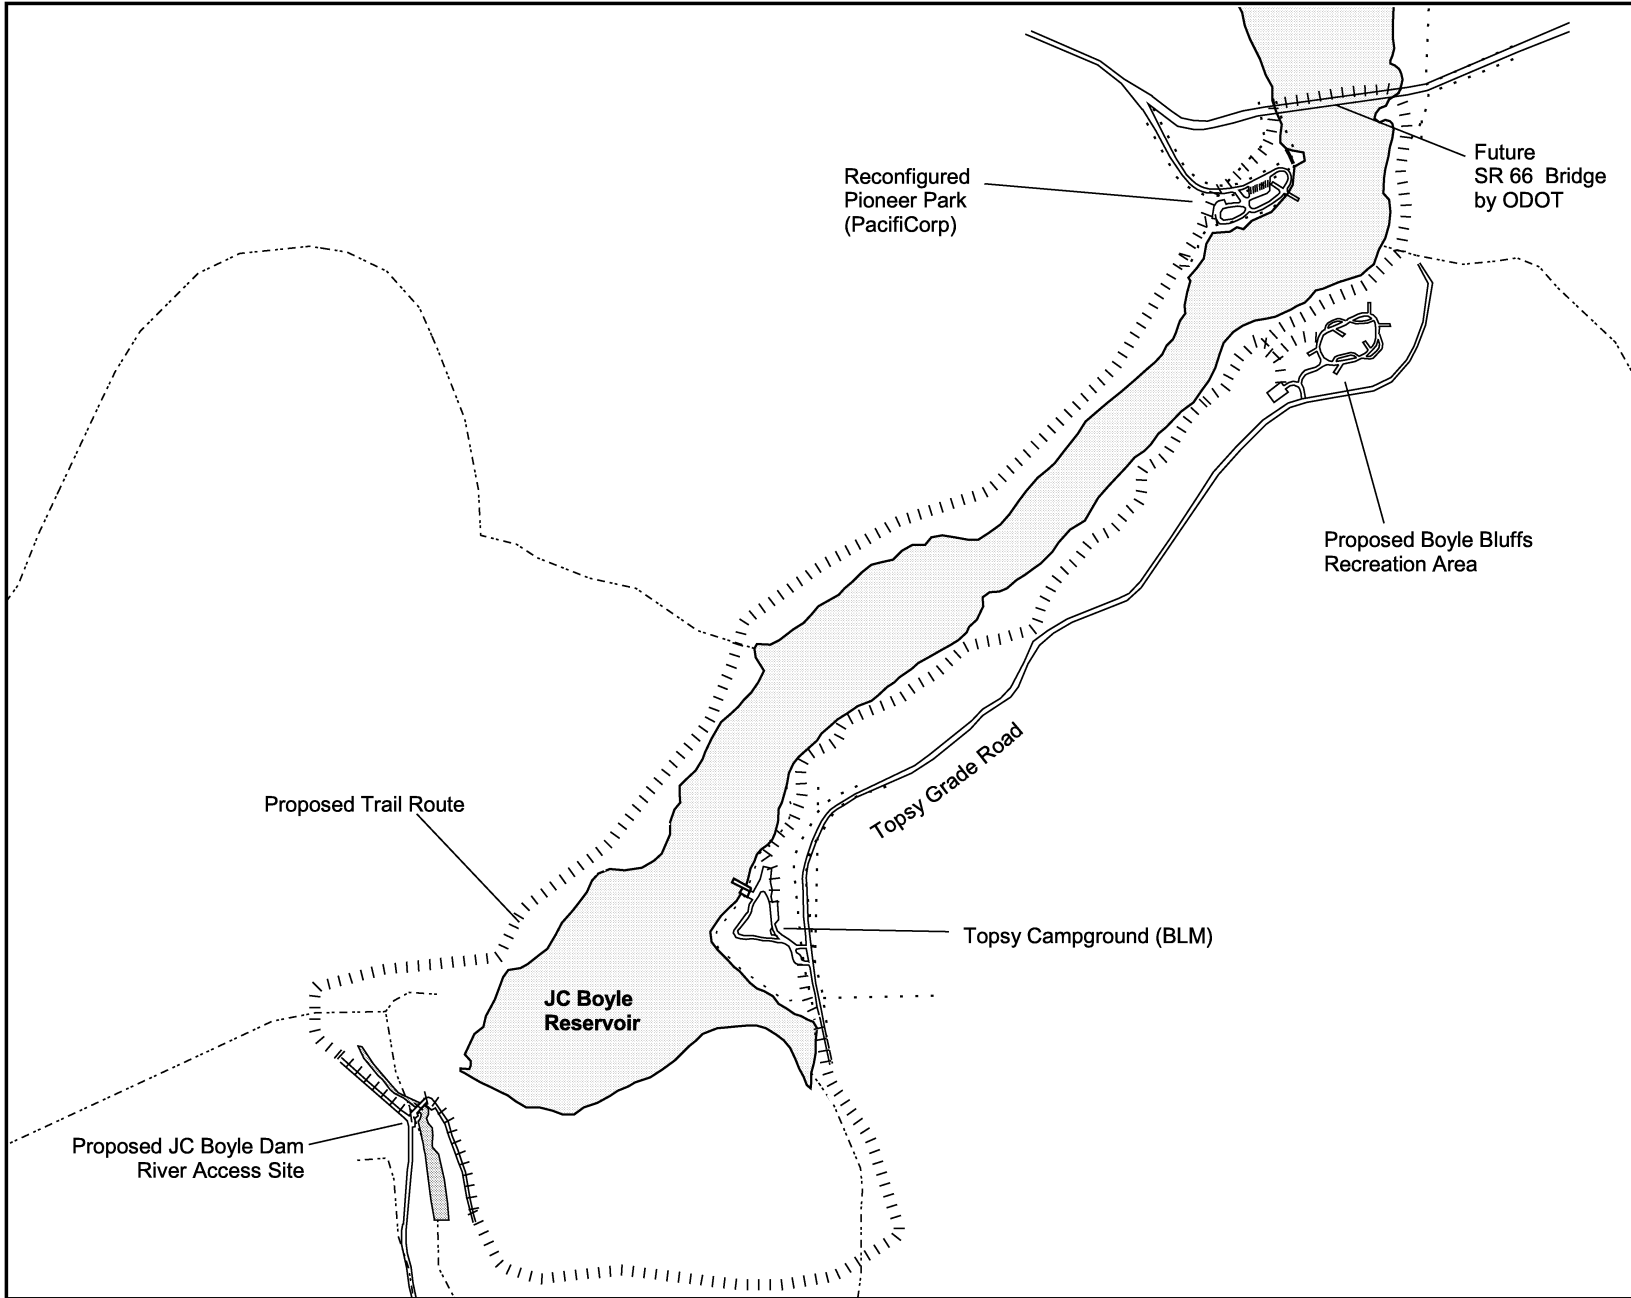 Future
SR 66  Bridge
by ODOT
Reconfigured
Pioneer Park
(PacifiCorp)
Proposed Boyle Bluffs
Recreation Area
Topsy Grade Road
Proposed Trail Route
Topsy Campground (BLM)
JC Boyle
Reservoir
Proposed JC Boyle Dam
River Access Site